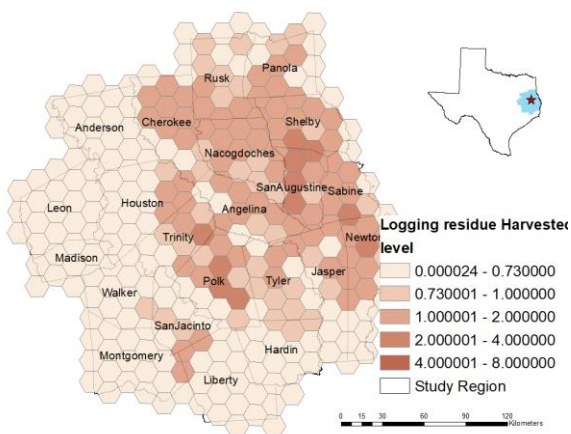 Rusk
Panola
Cherokee
Anderson
Shelby
Nacogdoches
SanAugustine
Sabine
Leon
Houston
Angelina
Trinity
Newton
Madison
Polk
Tyler
Jasper
Walker
SanJacinto
Montgomery
Hardin
Liberty
Logging residue Harvested
level
0.000024 - 0.730000
0.730001 - 1.000000
1.000001 - 2.000000
2.000001 - 4.000000
4.000001 - 8.000000
Study Region
0 15 30 60 90 120
Kilometers